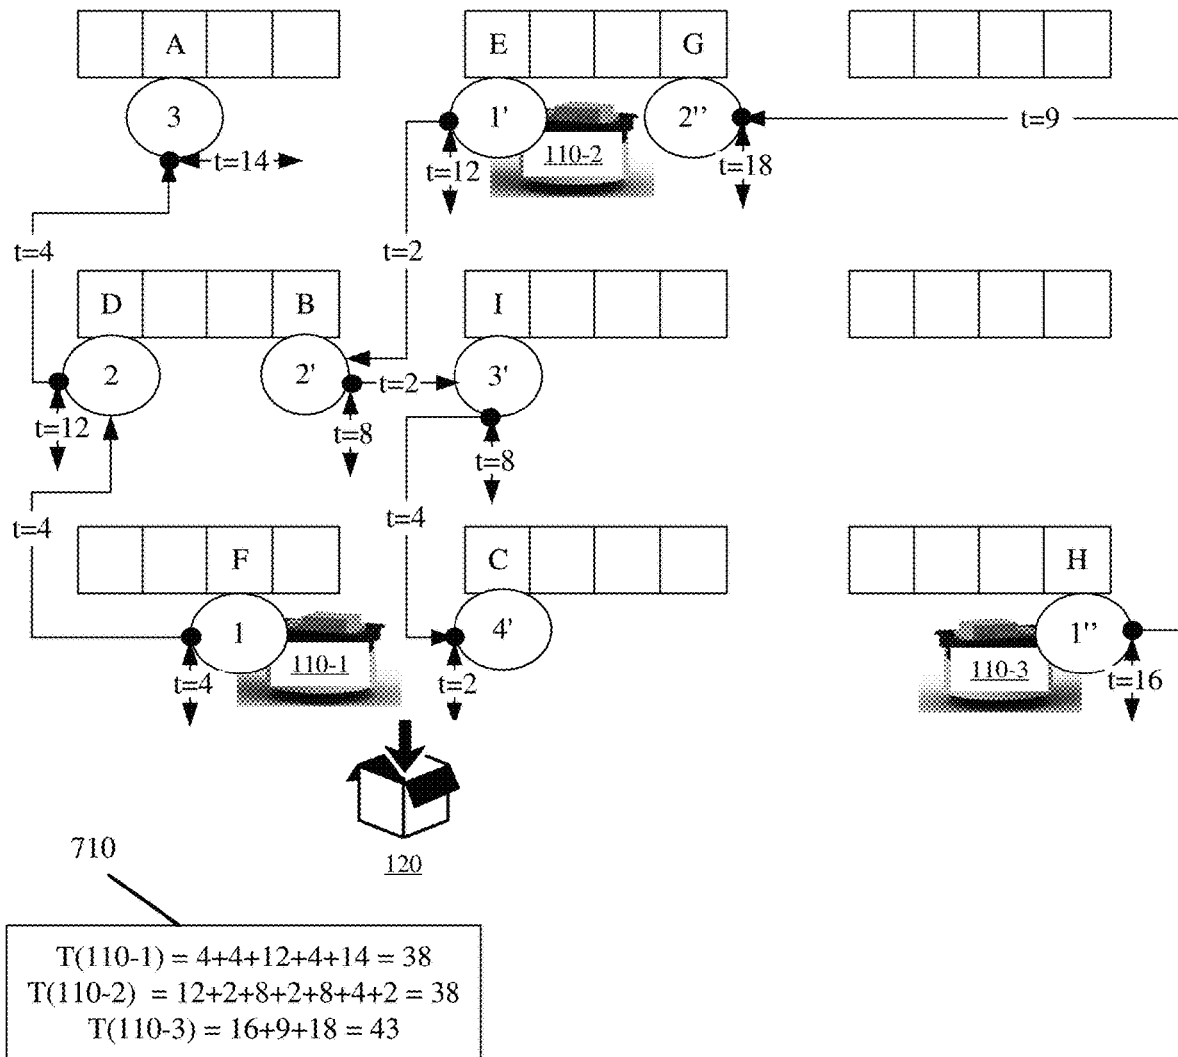 A E G
3 1' 2"
110-2
t=9
t=14 t=12 t=18
t=4 t=2
D B I
2 2' 3'
t=2
t=12 t=8
t=8
t=4 t=4
F C H
1 4' 1"
110-1 110-3
t=4 t=2 t=16
120
710
T(110-1) = 4+4+12+4+14 = 38
T(110-2) = 12+2+8+2+8+4+2 = 38
T(110-3) = 16+9+18 = 43